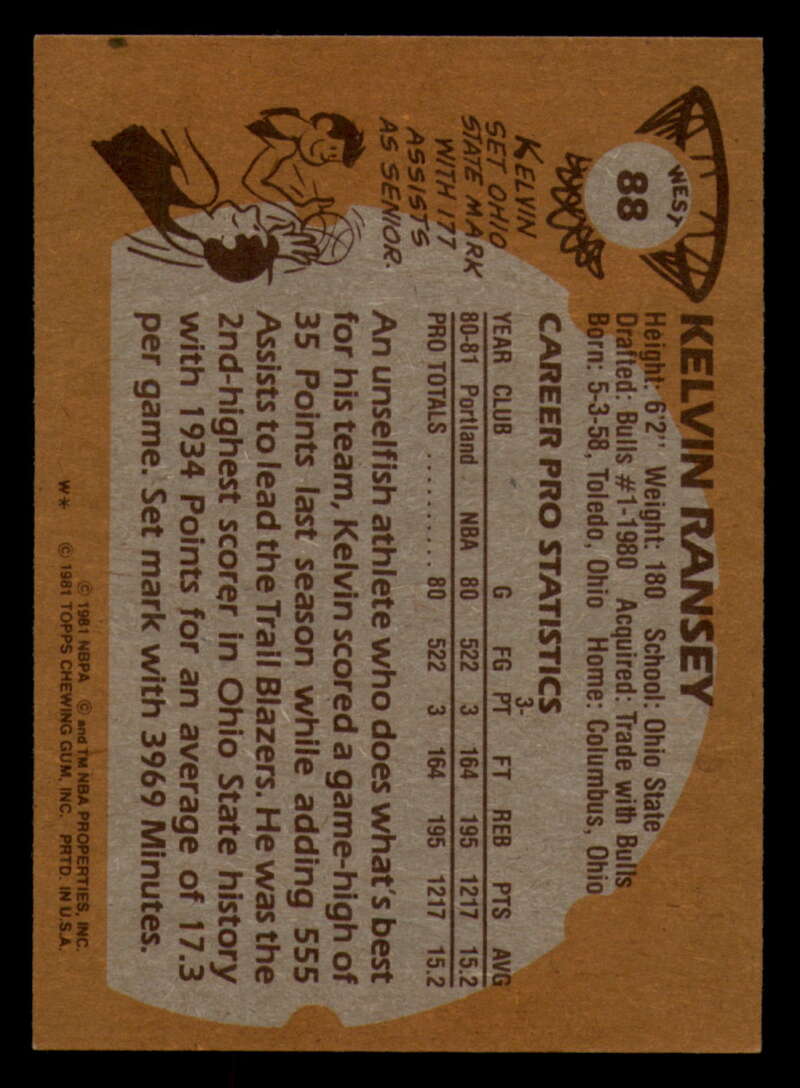 WEST
88
KELVIN RANSEY
Height: 6'2" Weight: 180 School: Ohio State
Drafted: Bulls #1-1980 Acquired: Trade with Bulls
Born: 5-3-58, Toledo, Ohio Home: Columbus, Ohio
KELVIN
SET OHIO
STATE MARK
WITH 177
ASSISTS
AS SENIOR.
CAREER PRO STATISTICS
YEAR CLUB G FG 3-PT FT REB PTS AVG
80-81 Portland NBA 80 522 3 164 195 1217 15.2
PRO TOTALS .......... 80 522 3 164 195 1217 15.2
An unselfish athlete who does what's best
for his team, Kelvin scored a game-high of
35 Points last season while adding 555
Assists to lead the Trail Blazers. He was the
2nd-highest scorer in Ohio State history
with 1934 Points for an average of 17.3
per game. Set mark with 3969 Minutes.
© 1981 NBPA © and TM NBA PROPERTIES, INC.
W* © 1981 TOPPS CHEWING GUM, INC. PRTD. IN U.S.A.